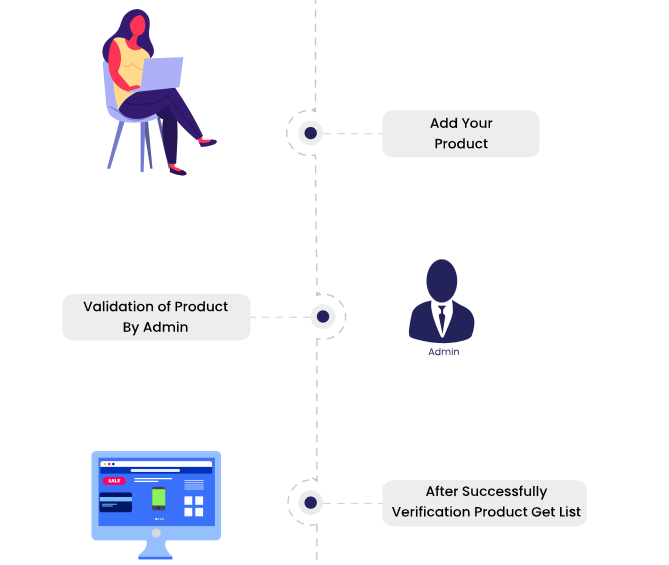 Add Your
Product
Validation of Product
By Admin
Admin
SALE
After Successfully
Verification Product Get List